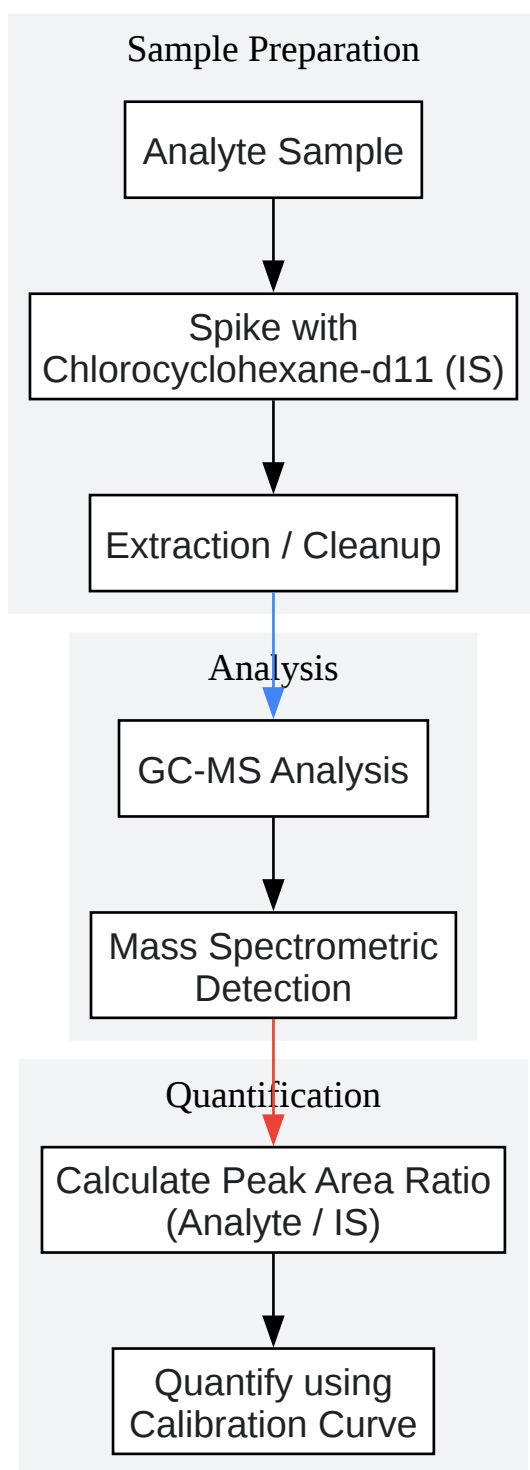 Sample Preparation
Analyte Sample
Spike with
Chlorocyclohexane-d11 (IS)
Extraction / Cleanup
Analysis
GC-MS Analysis
Mass Spectrometric
Detection
Quantification
Calculate Peak Area Ratio
(Analyte / IS)
Quantify using
Calibration Curve